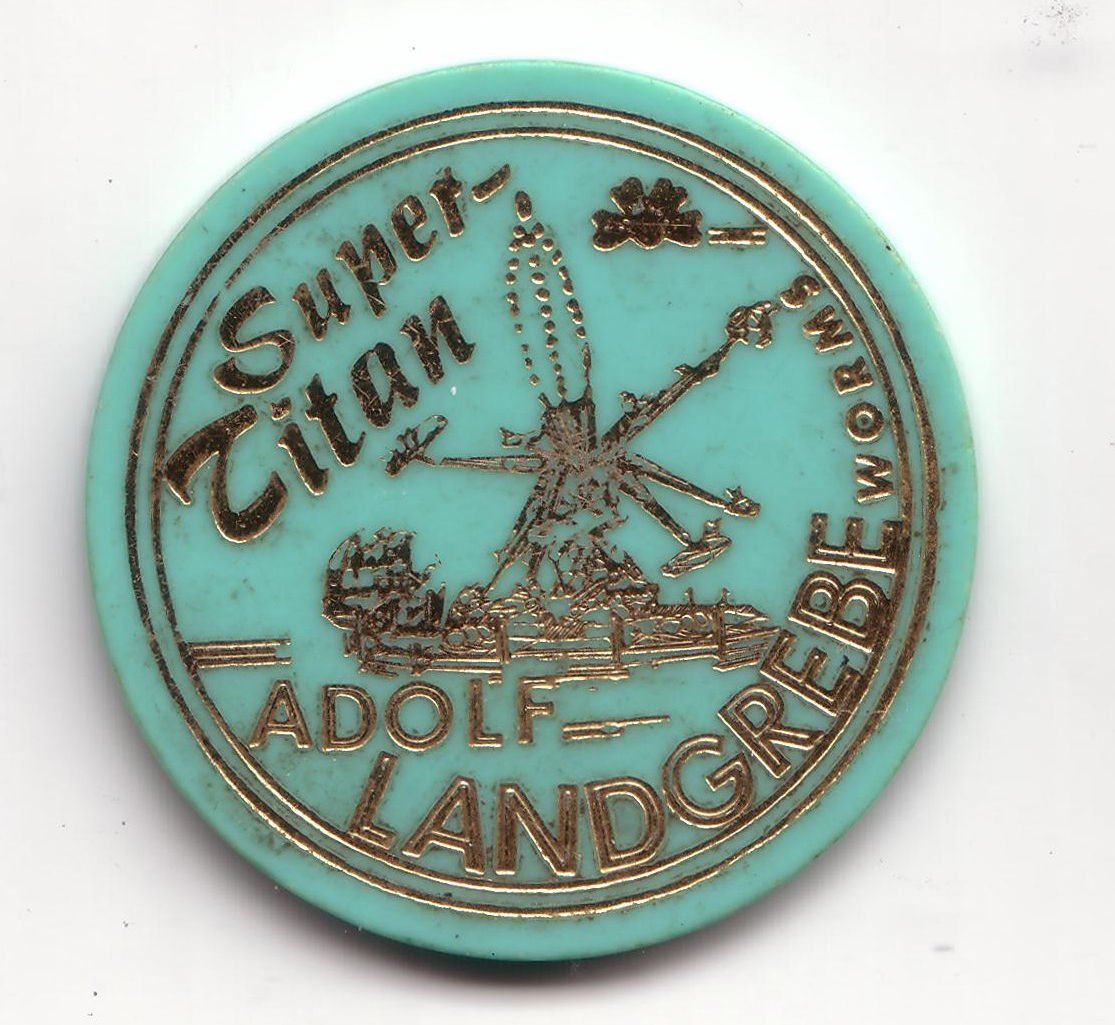 Super-
Titan
ADOLF
LANDGREBE WORMS